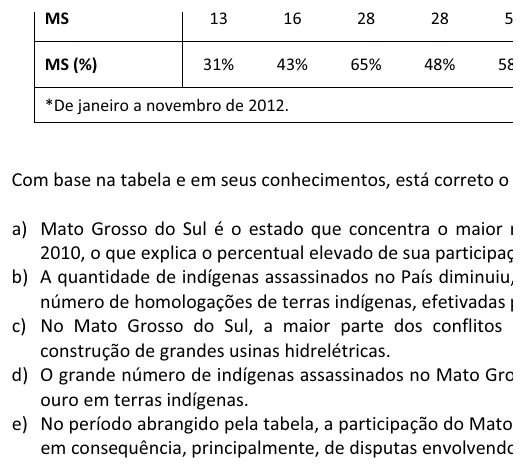 MS 13 16 28 28 5
MS (%) 31% 43% 65% 48% 58
*De janeiro a novembro de 2012.
Com base na tabela e em seus conhecimentos, está correto o
a) Mato Grosso do Sul é o estado que concentra o maior
2010, o que explica o percentual elevado de sua
b) A quantidade de indígenas assassinados no País diminuiu,
número de homologações de terras indígenas, efetivadas
c) No Mato Grosso do Sul, a maior parte dos conflitos
construção de grandes usinas hidrelétricas.
d) O grande número de indígenas assassinados no Mato
ouro em terras indígenas.
e) No período abrangido pela tabela, a participação do Mato
em consequência, principalmente, de disputas envolvendo